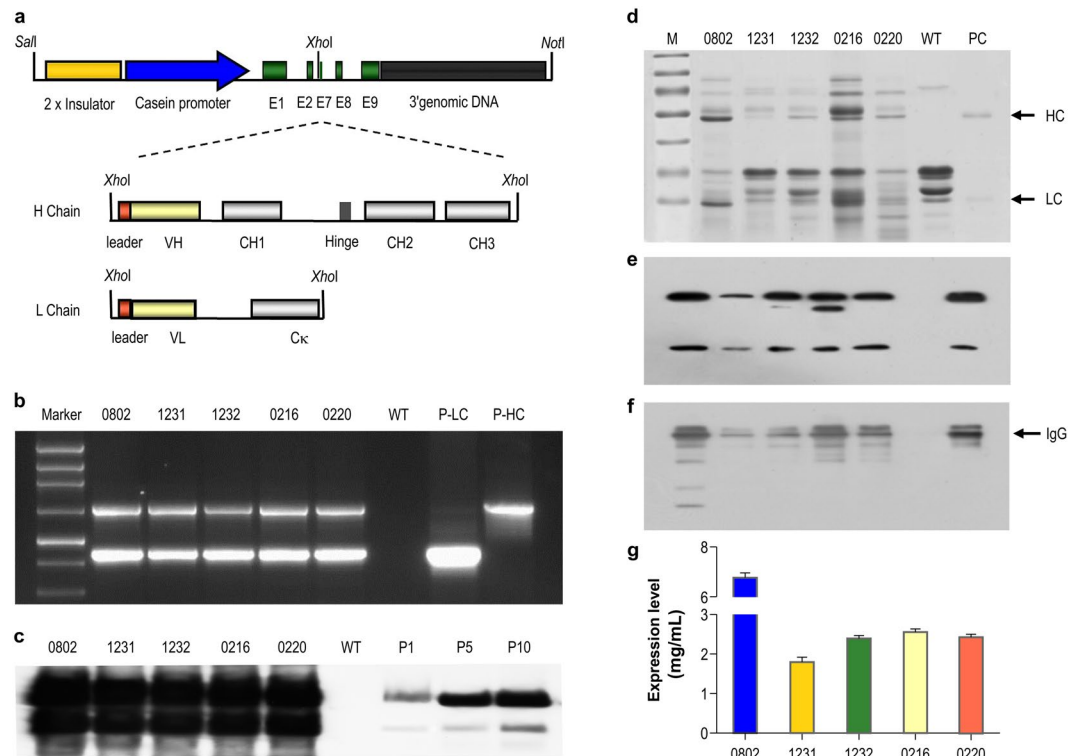 a
SalI
XhoI
NotI
2 x Insulator
Casein promoter
E1
E2 E7 E8
E9
3'genomic DNA
XhoI
XhoI
H Chain
leader
VH
CH1
Hinge
CH2
CH3
XhoI
XhoI
L Chain
leader
VL
Cκ
b
Marker 0802 1231 1232 0216 0220 WT P-LC P-HC
c
0802 1231 1232 0216 0220 WT P1 P5 P10
d
M 0802 1231 1232 0216 0220 WT PC
HC
LC
e
f
IgG
g
Expression level
(mg/mL)
8
6
3
2
1
0
0802 1231 1232 0216 0220